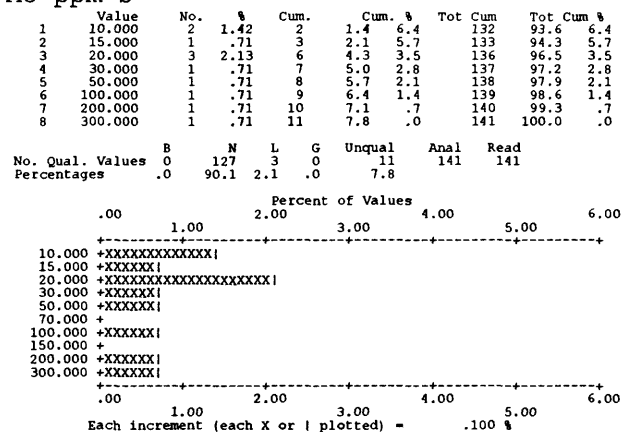 ppm s
Value No. % Cum. Cum. % Tot Cum Tot Cum %
1 10.000 2 1.42 2 1.4 6.4 132 93.6 6.4
2 15.000 1 .71 3 2.1 5.7 133 94.3 5.7
3 20.000 3 2.13 6 4.3 3.5 136 96.5 3.5
4 30.000 1 .71 7 5.0 2.8 137 97.2 2.8
5 50.000 1 .71 8 5.7 2.1 138 97.9 2.1
6 100.000 1 .71 9 6.4 1.4 139 98.6 1.4
7 200.000 1 .71 10 7.1 .7 140 99.3 .7
8 300.000 1 .71 11 7.8 .0 141 100.0 .0
B N L G Unqual Anal Read
No. Qual. Values 0 127 3 0 11 141 141
Percentages .0 90.1 2.1 .0 7.8
Percent of Values
.00 2.00 4.00 6.00
1.00 3.00 5.00
+---------+---------+---------+---------+---------+---------+
10.000 +XXXXXXXXXXXXX|
15.000 +XXXXXX|
20.000 +XXXXXXXXXXXXXXXXXXXX|
30.000 +XXXXXX|
50.000 +XXXXXX|
70.000 +
100.000 +XXXXXX|
150.000 +
200.000 +XXXXXX|
300.000 +XXXXXX|
+---------+---------+---------+---------+---------+---------+
.00 2.00 4.00 6.00
1.00 3.00 5.00
Each increment (each X or | plotted) = .100 %